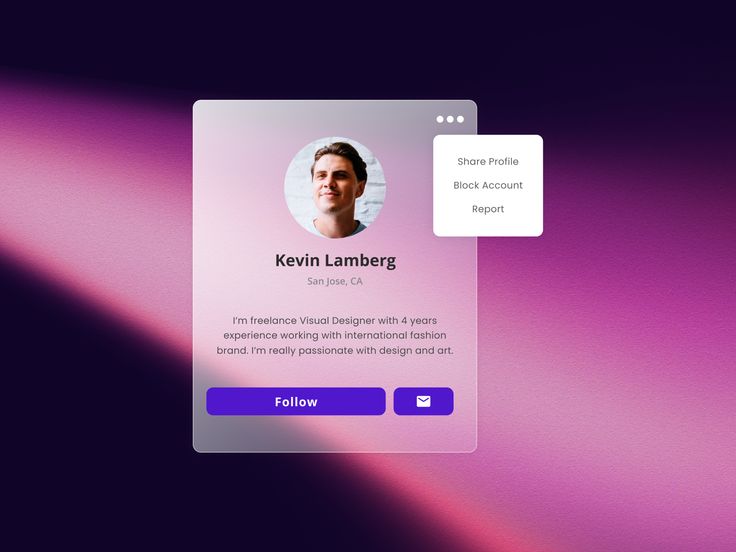 Share Profile
Block Account
Report
Kevin Lamberg
San Jose, CA
I'm freelance Visual Designer with 4 years
experience working with international fashion
brand. I'm really passionate with design and art.
Follow